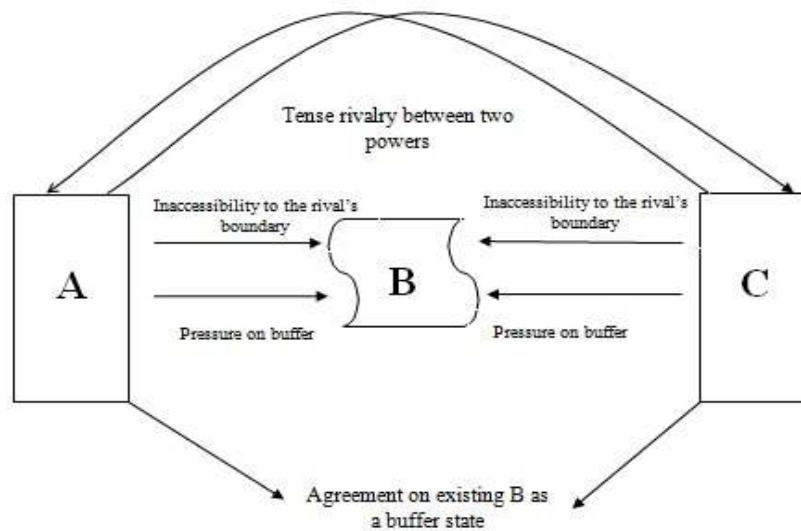 Tense rivalry between two
powers
Inaccessibility to the rival's
boundary
Inaccessibility to the rival's
boundary
A
B
C
Pressure on buffer
Pressure on buffer
Agreement on existing B as
a buffer state